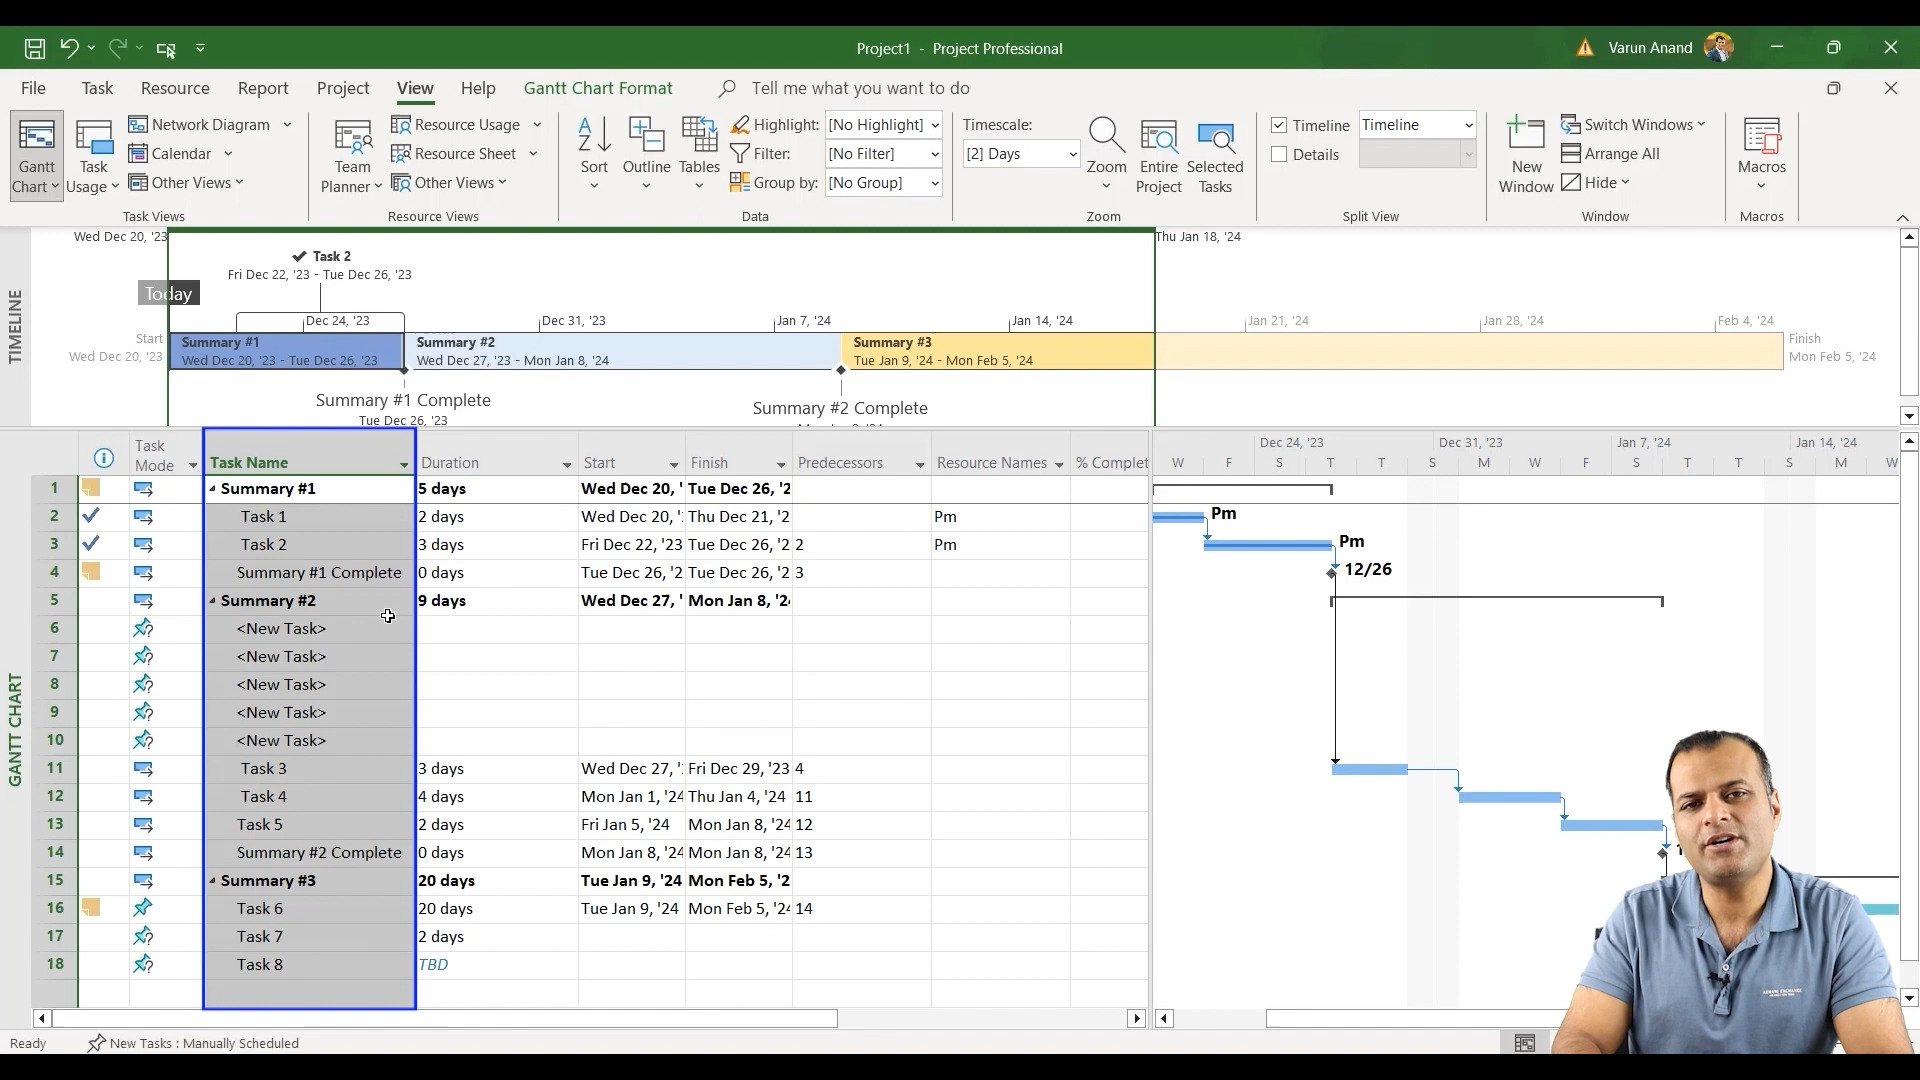 Project1 - Project Professional
Varun Anand
File Task Resource Report Project View Help Gantt Chart Format Tell me what you want to do
Gantt Chart
Task Usage
Network Diagram
Calendar
Other Views
Task Views
Team Planner
Resource Usage
Resource Sheet
Other Views
Resource Views
Sort
Outline
Tables
Highlight: [No Highlight]
Filter: [No Filter]
Group by: [No Group]
Data
Timescale:
[2] Days
Zoom
Entire Project
Selected Tasks
Zoom
Timeline Timeline
Details
Split View
New Window
Switch Windows
Arrange All
Hide
Window
Macros
Macros
TIMELINE
Wed Dec 20, '23
Thu Jan 18, '24
Task 2
Fri Dec 22, '23 - Tue Dec 26, '23
Today
Dec 24, '23 Dec 31, '23 Jan 7, '24 Jan 14, '24 Jan 21, '24 Jan 28, '24 Feb 4, '24
Start
Wed Dec 20, '23
Summary #1
Wed Dec 20, '23 - Tue Dec 26, '23
Summary #2
Wed Dec 27, '23 - Mon Jan 8, '24
Summary #3
Tue Jan 9, '24 - Mon Feb 5, '24
Finish
Mon Feb 5, '24
Summary #1 Complete
Tue Dec 26, '23
Summary #2 Complete
GANTT CHART
Task Mode Task Name Duration Start Finish Predecessors Resource Names % Complet
1 Summary #1 5 days Wed Dec 20, ' Tue Dec 26, '2
2 Task 1 2 days Wed Dec 20, ' Thu Dec 21, '2 Pm
3 Task 2 3 days Fri Dec 22, '23 Tue Dec 26, '2 2 Pm
4 Summary #1 Complete 0 days Tue Dec 26, '2 Tue Dec 26, '2 3
5 Summary #2 9 days Wed Dec 27, ' Mon Jan 8, '24
6 <New Task>
7 <New Task>
8 <New Task>
9 <New Task>
10 <New Task>
11 Task 3 3 days Wed Dec 27, ' Fri Dec 29, '23 4
12 Task 4 4 days Mon Jan 1, '24 Thu Jan 4, '24 11
13 Task 5 2 days Fri Jan 5, '24 Mon Jan 8, '24 12
14 Summary #2 Complete 0 days Mon Jan 8, '24 Mon Jan 8, '24 13
15 Summary #3 20 days Tue Jan 9, '24 Mon Feb 5, '2
16 Task 6 20 days Tue Jan 9, '24 Mon Feb 5, '24 14
17 Task 7 2 days
18 Task 8 TBD
Dec 24, '23 Dec 31, '23 Jan 7, '24 Jan 14, '24
W F S T T S M W F S T T S M W
Pm
Pm
12/26
Ready New Tasks : Manually Scheduled